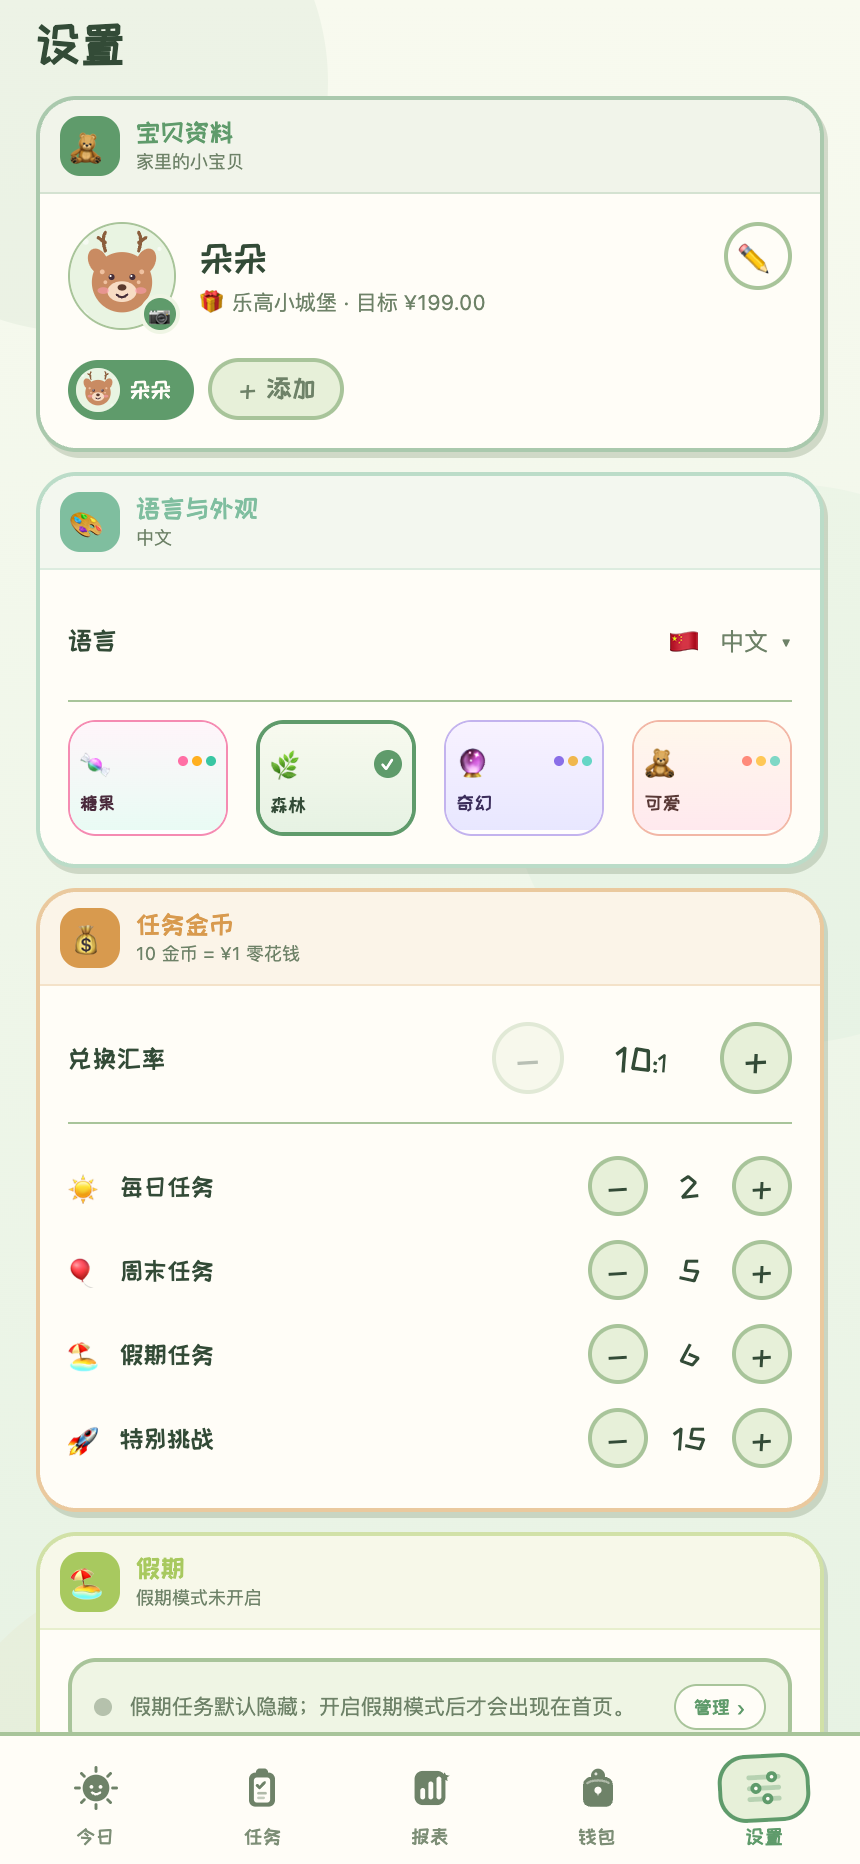 设置
宝贝资料
家里的小宝贝
朵朵
乐高小城堡 · 目标 ¥199.00
朵朵
+ 添加
语言与外观
中文
语言
中文 ▾
糖果
森林
奇幻
可爱
任务金币
10 金币 = ¥1 零花钱
兑换汇率
− 10:1 +
每日任务 − 2 +
周末任务 − 5 +
假期任务 − 6 +
特别挑战 − 15 +
假期
假期模式未开启
假期任务默认隐藏；开启假期模式后才会出现在首页。
管理 ›
今日
任务
报表
钱包
设置